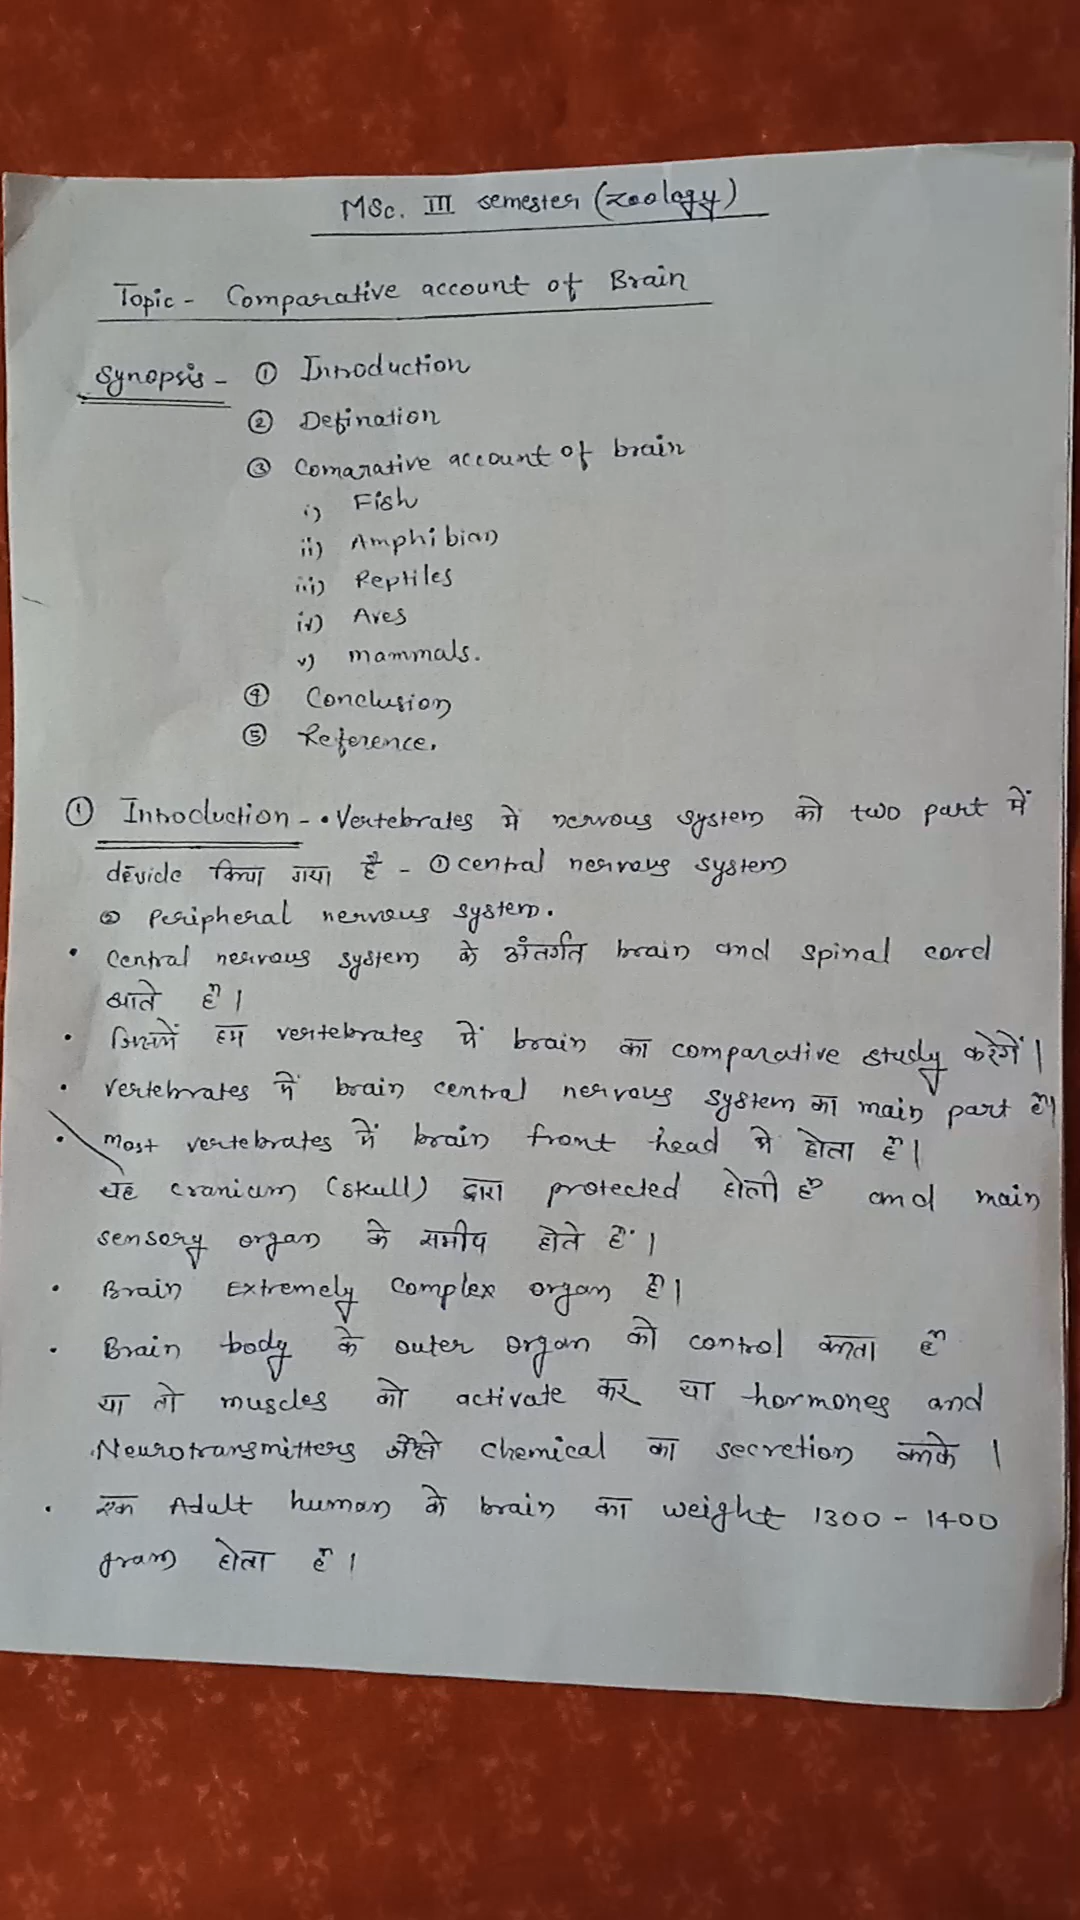 MSc. III semester (zoology)
Topic - Comparative account of Brain
Synopsis - ① Introduction
② Defination
③ Comarative account of brain
i) Fish
ii) Amphibian
iii) Reptiles
iv) Aves
v) mammals.
④ Conclusion
⑤ Reference.
① Introduction - • Vertebrates में nervous system को two part में
devide किया गया है - ① central nervous system
② Peripheral nervous system.
• Central nervous system के अंतर्गत brain and spinal cord
आते है।
• जिसमें हम vertebrates में brain का comparative study करेगें।
• vertebrates में brain central nervous system का main part है।
• Most vertebrates में brain front head मे होता है।
यह cranium (skull) द्वारा protected होती है and main
sensory organ के समीप होते हैं।
• Brain Extremely complex organ है।
• Brain body के outer organ को control करता है
या तो muscles को activate कर या hormones and
Neurotransmitters जैसे chemical का secretion करके।
• एक Adult human के brain का weight 1300 - 1400
gram होता है।